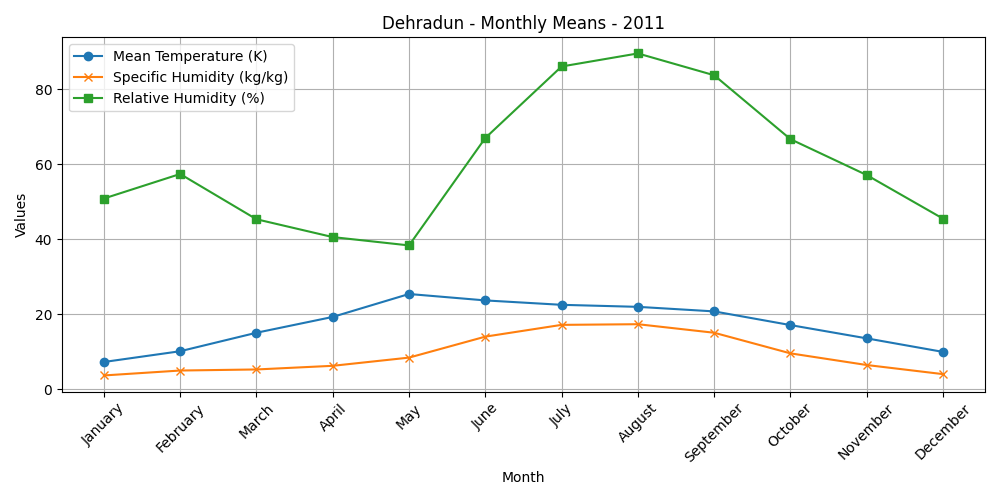 Dehradun - Monthly Means - 2011
Mean Temperature (K)
Specific Humidity (kg/kg)
Relative Humidity (%)
Values
80
60
40
20
0
January
February
March
April
May
June
July
August
September
October
November
December
Month